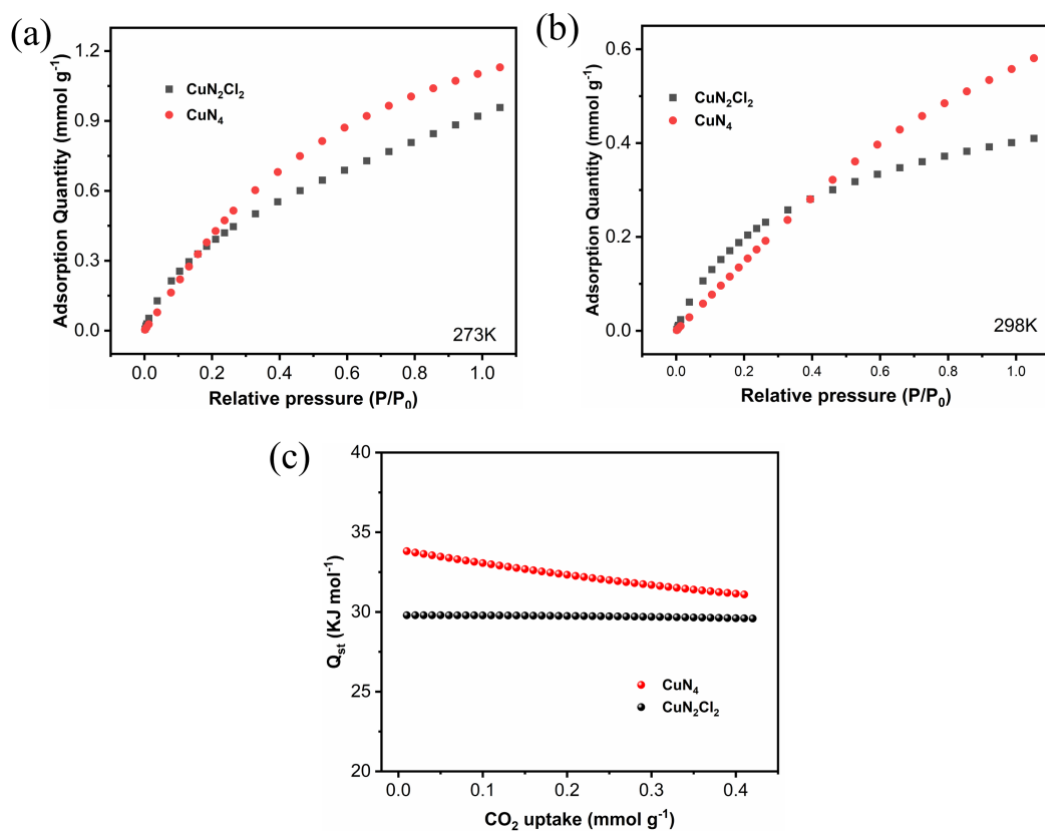 (a)
Adsorption Quantity (mmol g⁻¹)
1.2
0.9
0.6
0.3
0.0
CuN₂Cl₂
CuN₄
273K
0.0 0.2 0.4 0.6 0.8 1.0
Relative pressure (P/P₀)
(b)
Adsorption Quantity (mmol g⁻¹)
0.6
0.4
0.2
0.0
CuN₂Cl₂
CuN₄
298K
0.0 0.2 0.4 0.6 0.8 1.0
Relative pressure (P/P₀)
(c)
Qst (KJ mol⁻¹)
40
35
30
25
20
CuN₄
CuN₂Cl₂
0.0 0.1 0.2 0.3 0.4
CO₂ uptake (mmol g⁻¹)